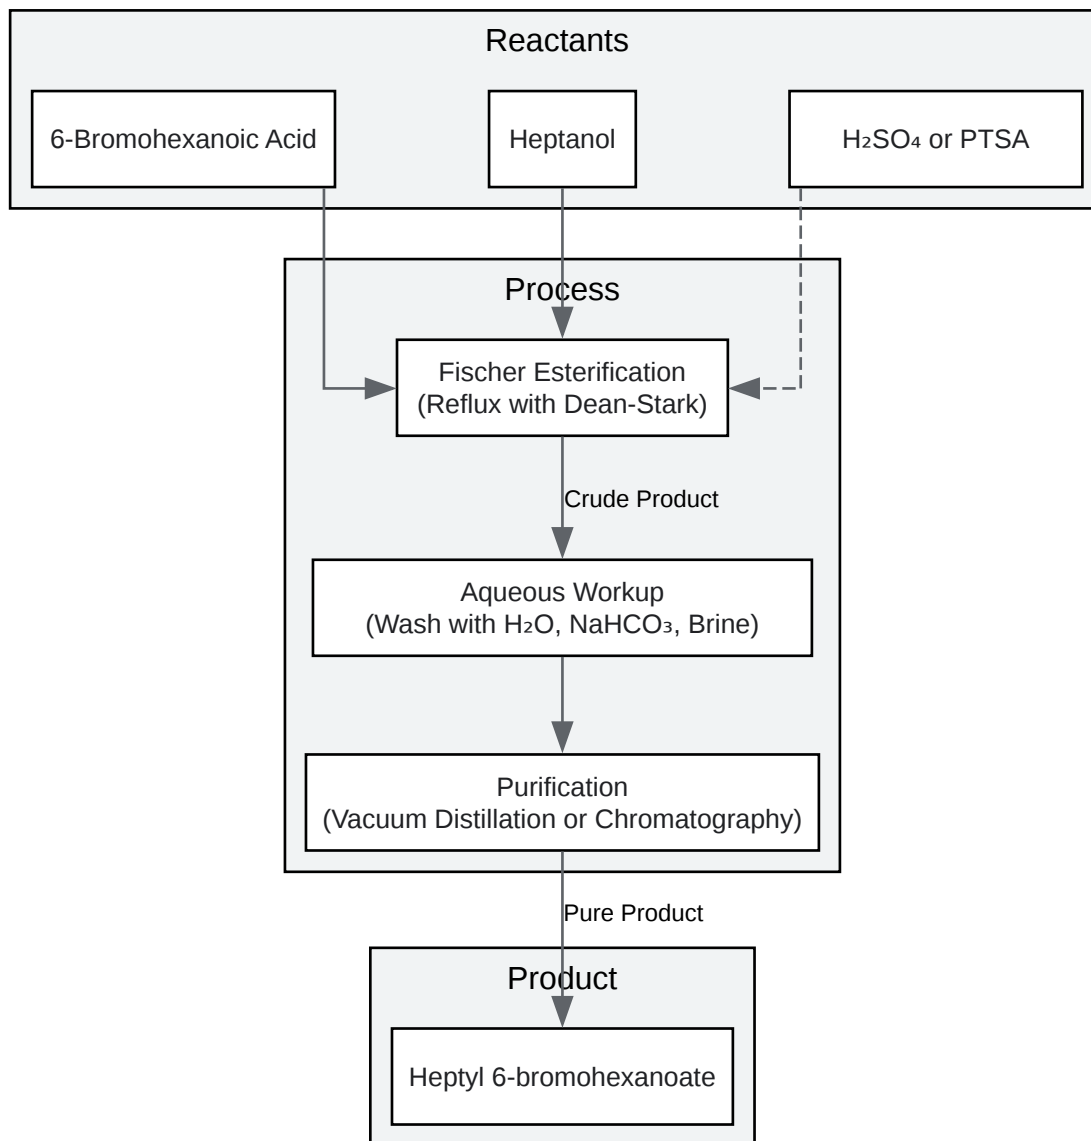 Reactants
6-Bromohexanoic Acid
Heptanol
H₂SO₄ or PTSA
Process
Fischer Esterification
(Reflux with Dean-Stark)
Crude Product
Aqueous Workup
(Wash with H₂O, NaHCO₃, Brine)
Purification
(Vacuum Distillation or Chromatography)
Pure Product
Product
Heptyl 6-bromohexanoate